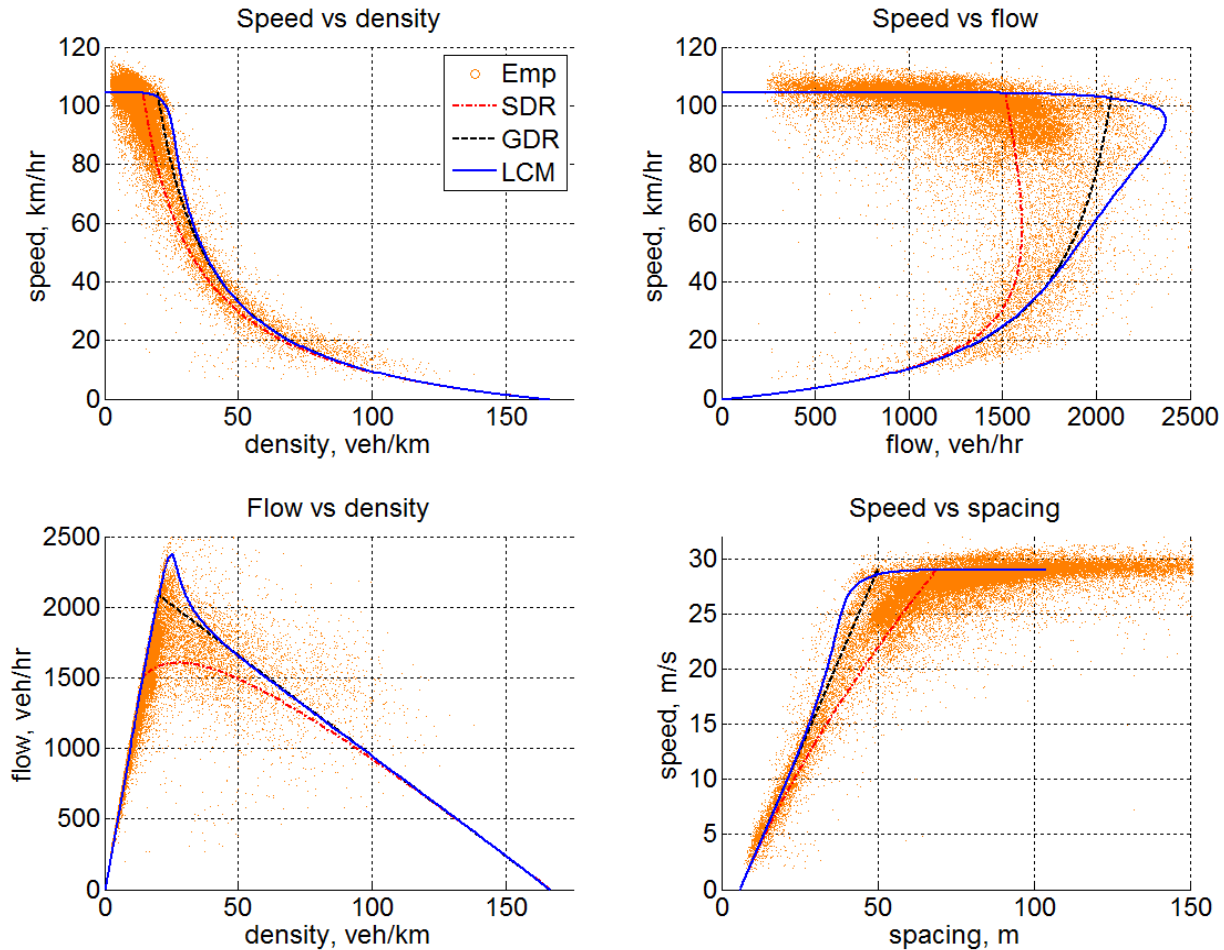 Speed vs density
speed, km/hr
120
100
80
60
40
20
0
0 50 100 150
density, veh/km
Emp
SDR
GDR
LCM
Speed vs flow
speed, km/hr
120
100
80
60
40
20
0
0 500 1000 1500 2000 2500
flow, veh/hr
Flow vs density
flow, veh/hr
2500
2000
1500
1000
500
0
0 50 100 150
density, veh/km
Speed vs spacing
speed, m/s
30
25
20
15
10
5
0
0 50 100 150
spacing, m